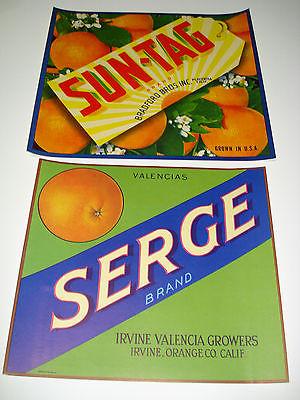 SUN-TAG
BRAND
BRADFORD BROS. INC.
GROWN IN U.S.A.
VALENCIAS
SERGE
BRAND
IRVINE VALENCIA GROWERS
IRVINE, ORANGE CO. CALIF.